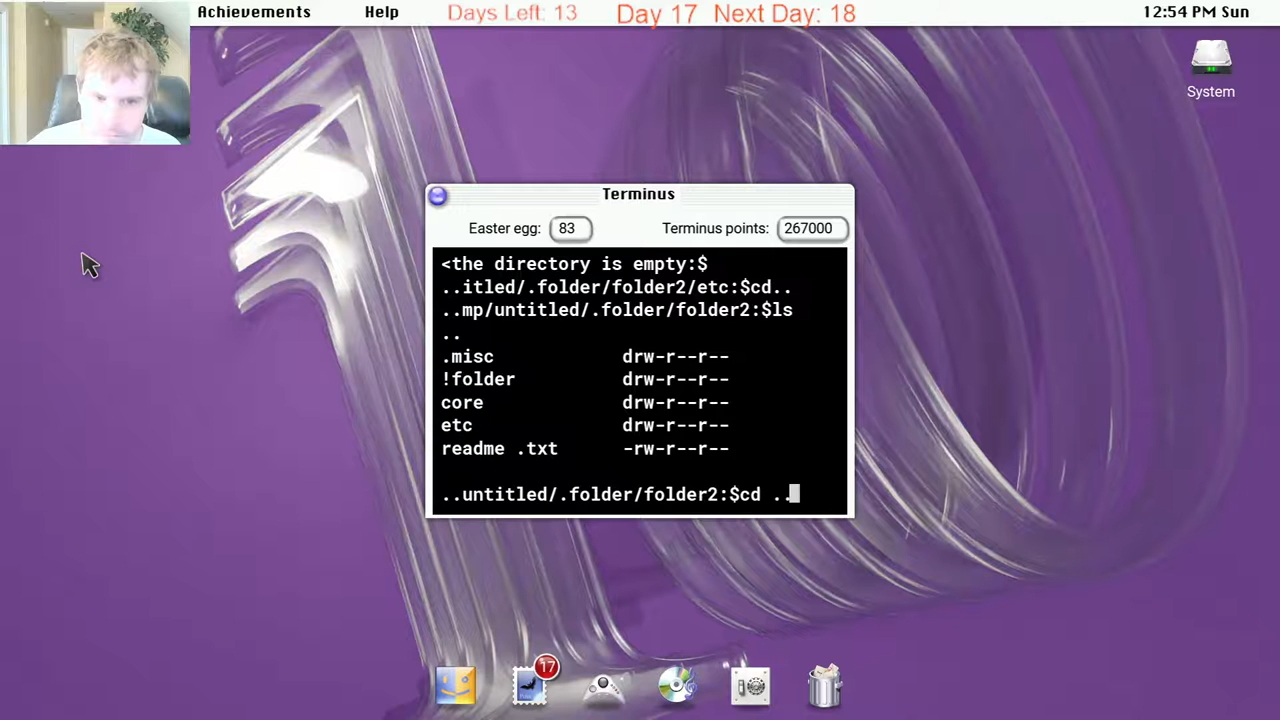 Achievements Help Days Left: 13 Day 17 Next Day: 18 12:54 PM Sun
System
Terminus
Easter egg: 83 Terminus points: 267000
<the directory is empty:$
..itled/.folder/folder2/etc:$cd..
..mp/untitled/.folder/folder2:$ls
..
.misc drw-r--r--
!folder drw-r--r--
core drw-r--r--
etc drw-r--r--
readme .txt -rw-r--r--
..untitled/.folder/folder2:$cd ..
17